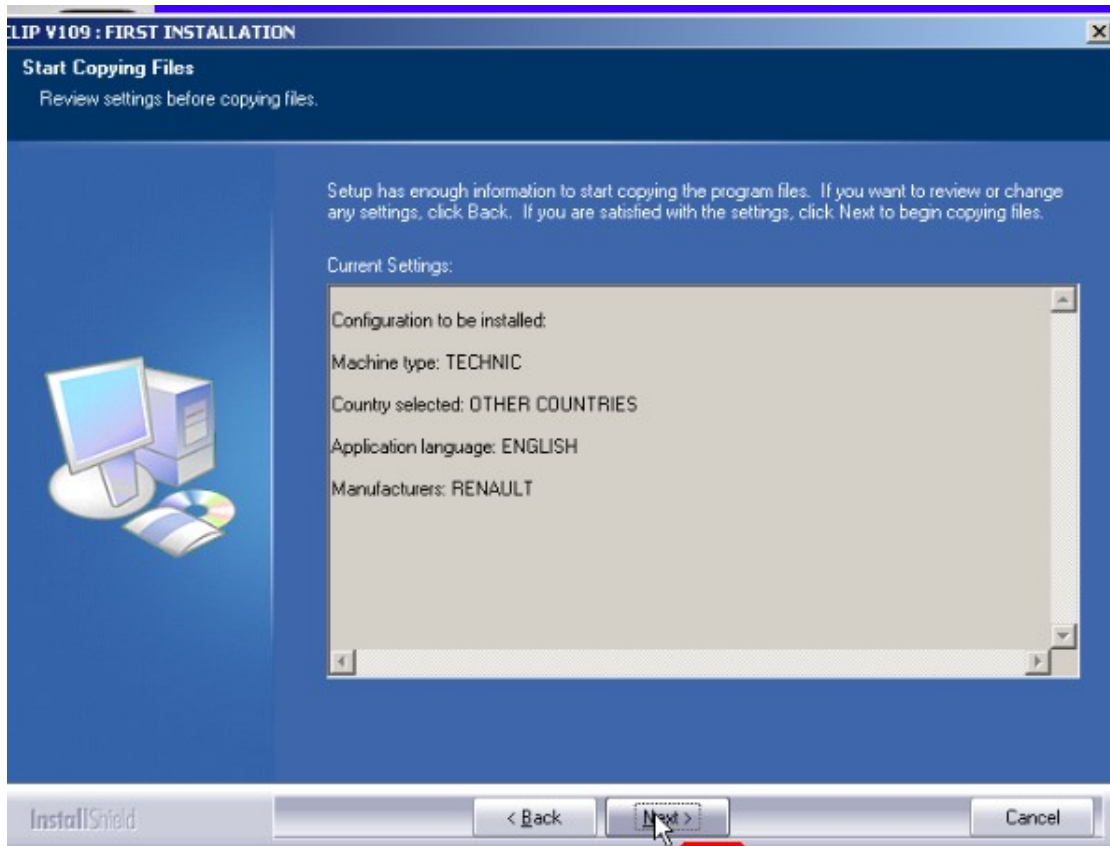 CLIP V109 : FIRST INSTALLATION
Start Copying Files
Review settings before copying files.
Setup has enough information to start copying the program files. If you want to review or change
any settings, click Back. If you are satisfied with the settings, click Next to begin copying files.
Current Settings:
Configuration to be installed:
Machine type: TECHNIC
Country selected: OTHER COUNTRIES
Application language: ENGLISH
Manufacturers: RENAULT
InstallShield
< Back
Next >
Cancel